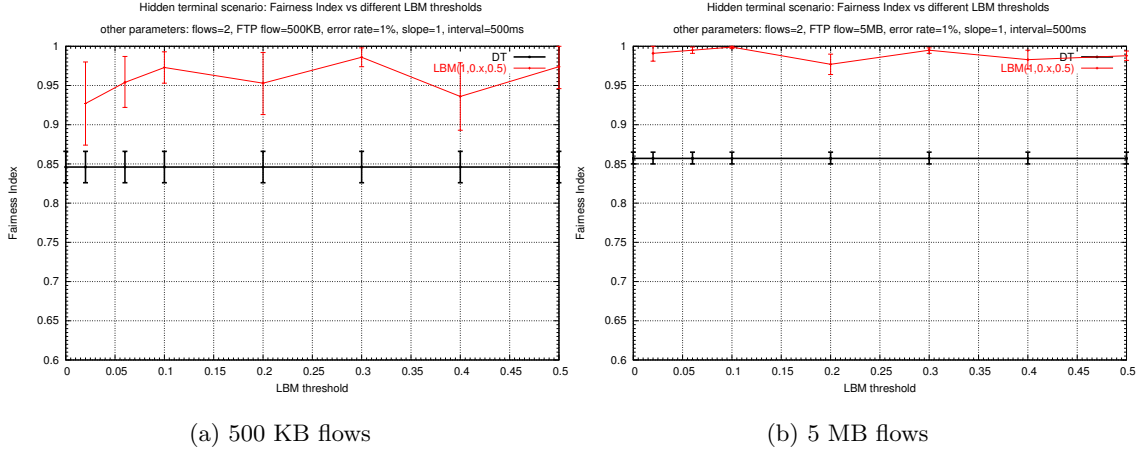 Hidden terminal scenario: Fairness Index vs different LBM thresholds
other parameters: flows=2, FTP flow=500KB, error rate=1%, slope=1, interval=500ms
DT
LBM(1,0.x,0.5)
1
0.95
0.9
0.85
0.8
0.75
0.7
0.65
0.6
Fairness Index
0 0.05 0.1 0.15 0.2 0.25 0.3 0.35 0.4 0.45 0.5
LBM threshold
(a) 500 KB flows
Hidden terminal scenario: Fairness Index vs different LBM thresholds
other parameters: flows=2, FTP flow=5MB, error rate=1%, slope=1, interval=500ms
DT
LBM(1,0.x,0.5)
1
0.95
0.9
0.85
0.8
0.75
0.7
0.65
0.6
Fairness Index
0 0.05 0.1 0.15 0.2 0.25 0.3 0.35 0.4 0.45 0.5
LBM threshold
(b) 5 MB flows